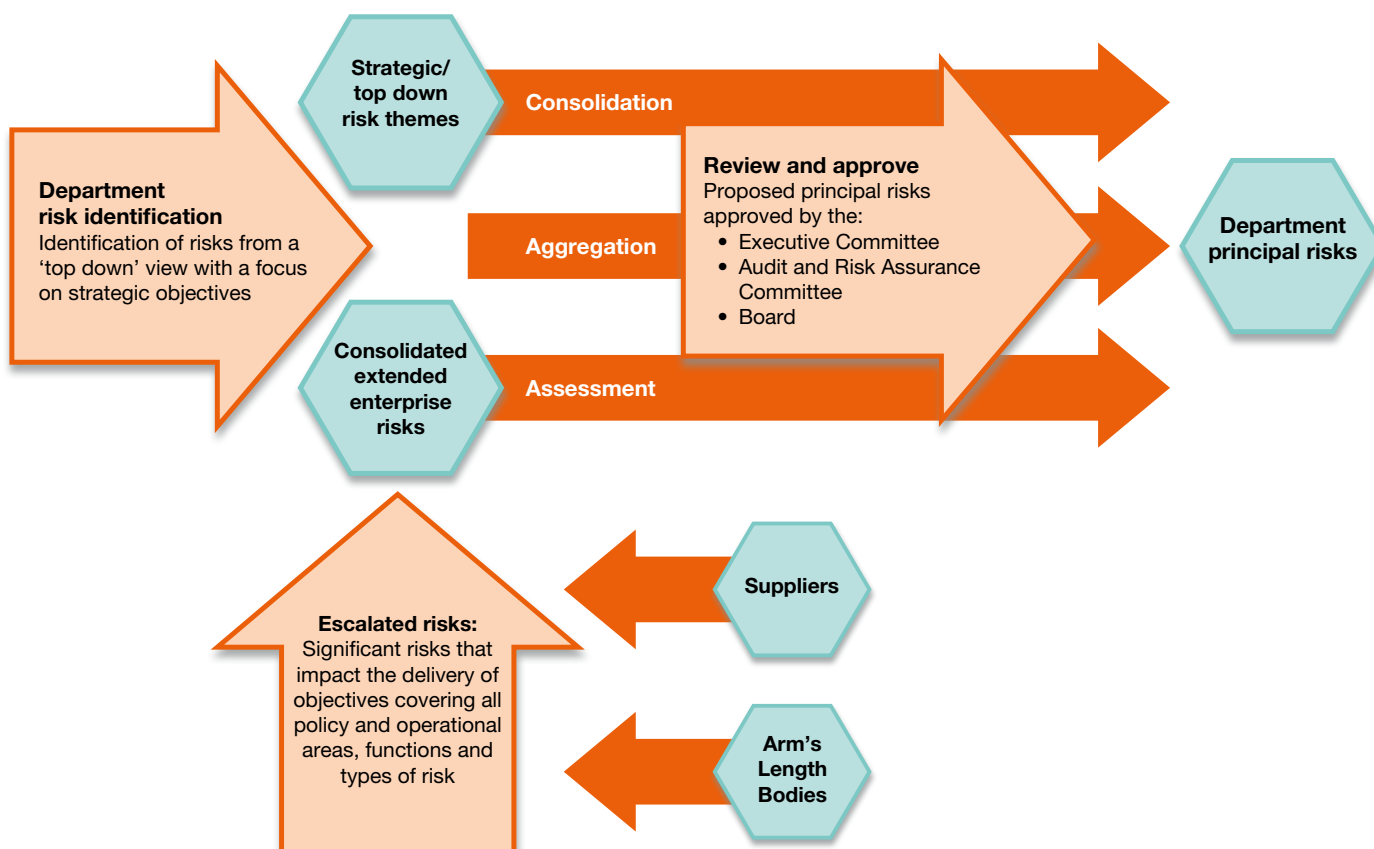 Strategic/
top down
risk themes
Consolidation
Department
risk identification
Identification of risks from a
‘top down’ view with a focus
on strategic objectives
Review and approve
Proposed principal risks
approved by the:
• Executive Committee
• Audit and Risk Assurance
Committee
• Board
Aggregation
Department
principal risks
Consolidated
extended
enterprise
risks
Assessment
Escalated risks:
Significant risks that
impact the delivery of
objectives covering all
policy and operational
areas, functions and
types of risk
Suppliers
Arm’s
Length
Bodies